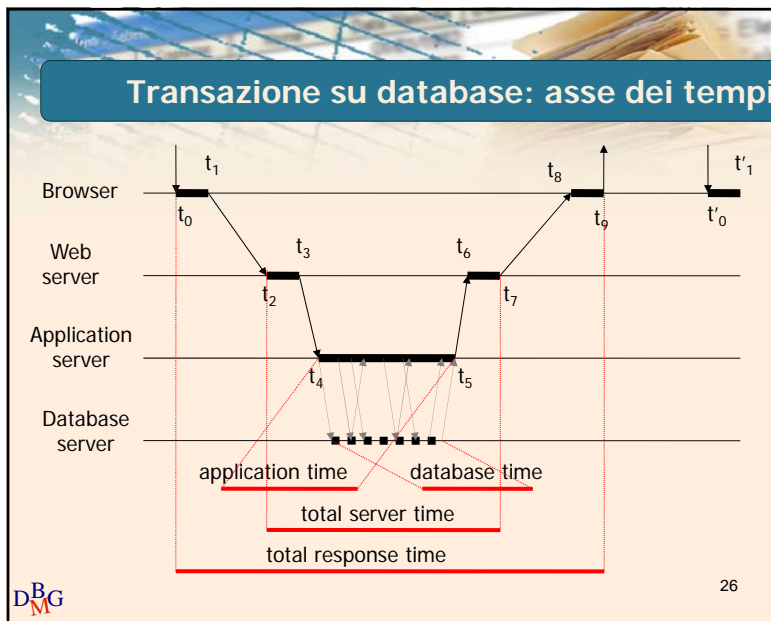 Transazione su database: asse dei tempi
t1
t8
t'1
Browser
t0
t9
t'0
Web
server
t3
t6
t2
t7
Application
server
t4
t5
Database
server
application time
database time
total server time
total response time
DBMG
26